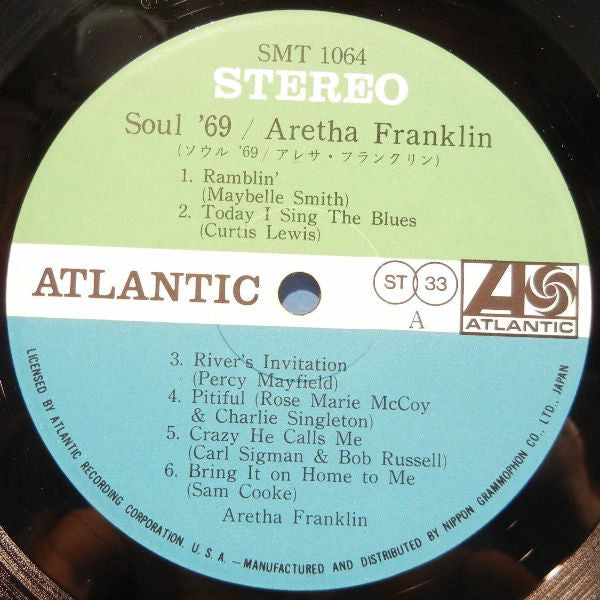 SMT 1064
STEREO
Soul '69 / Aretha Franklin
(ソウル '69 / アレサ・フランクリン)
1. Ramblin'
(Maybelle Smith)
2. Today I Sing The Blues
(Curtis Lewis)
ATLANTIC
ST 33
A
ATLANTIC
3. River's Invitation
(Percy Mayfield)
4. Pitiful (Rose Marie McCoy
& Charlie Singleton)
5. Crazy He Calls Me
(Carl Sigman & Bob Russell)
6. Bring It on Home to Me
(Sam Cooke)
Aretha Franklin
LICENSED BY ATLANTIC RECORDING CORPORATION, U. S. A. —MANUFACTURED AND DISTRIBUTED BY NIPPON GRAMMOPHON CO., LTD., JAPAN